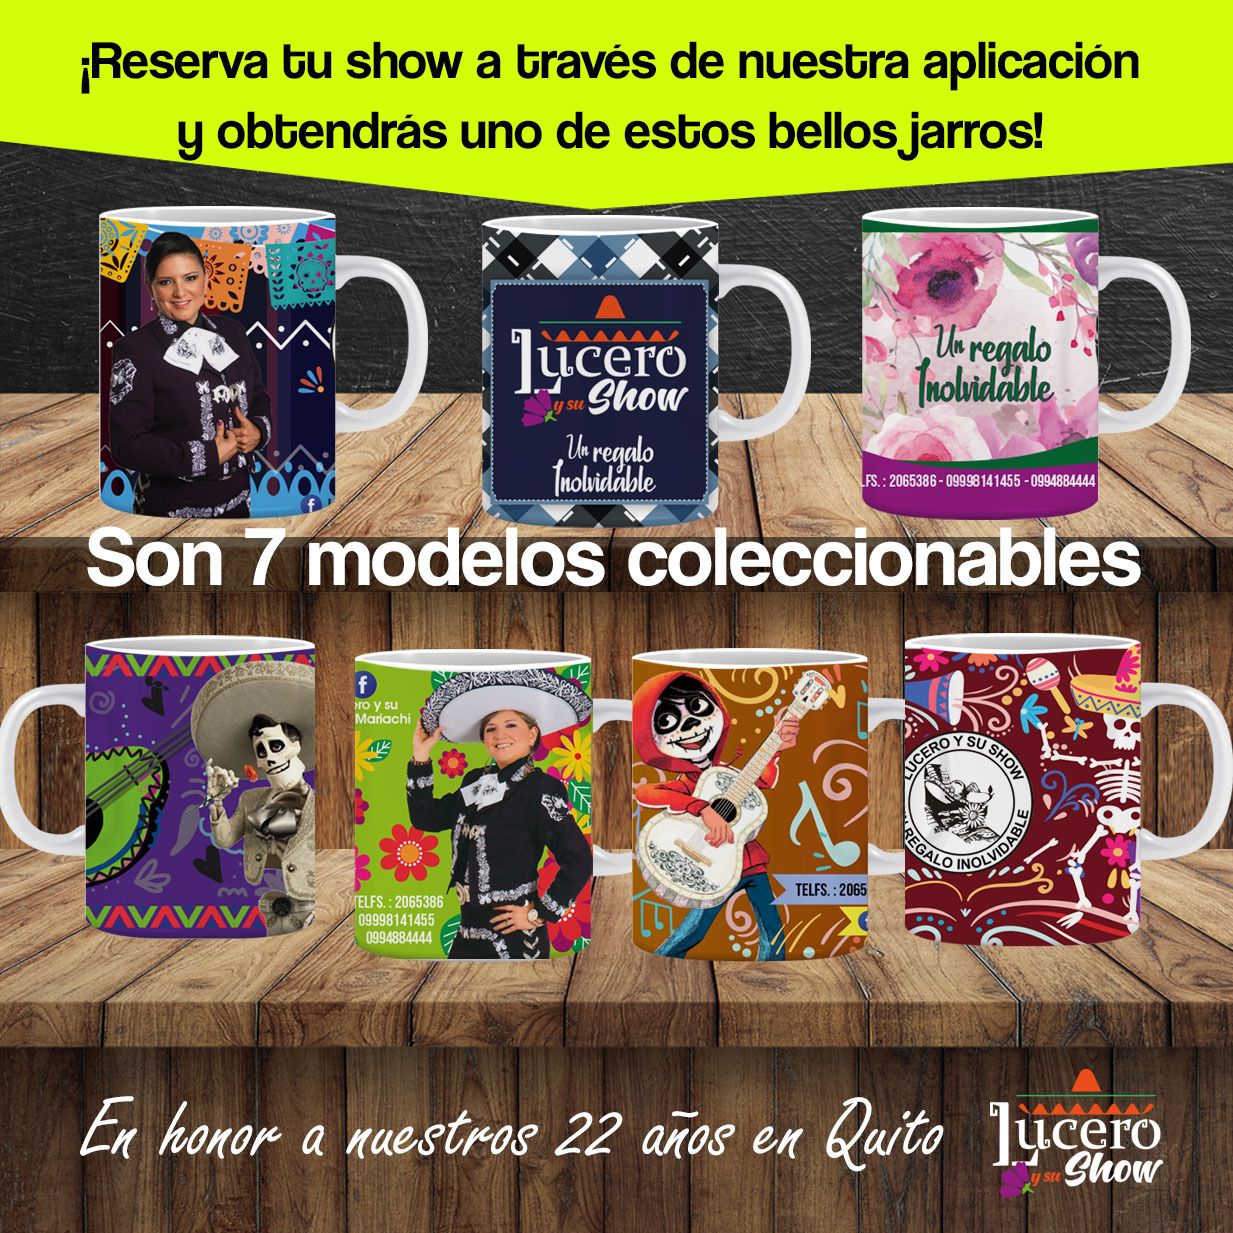 ¡Reserva tu show a través de nuestra aplicación
y obtendrás uno de estos bellos jarros!
f
Lucero
y su Show
Un regalo
Inolvidable
Un regalo
Inolvidable
LFS. : 2065386 - 09998141455 - 0994884444
Son 7 modelos coleccionables
f
ro y su
Mariachi
TELFS. : 2065386
09998141455
0994884444
TELFS. : 2065
LUCERO Y SU SHOW
REGALO INOLVIDABLE
En honor a nuestros 22 años en Quito
Lucero
y su Show